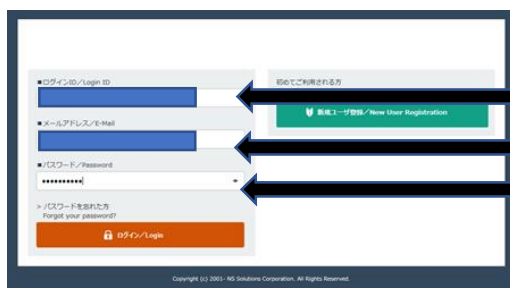 ■ログインID／Login ID
■メールアドレス／E-Mail
■パスワード／Password
••••••••••
> パスワードを忘れた方
Forgot your password?
ログイン／Login
初めてご利用される方
新規ユーザ登録／New User Registration
Copyright (c) 2001- NS Solutions Corporation. All Rights Reserved.